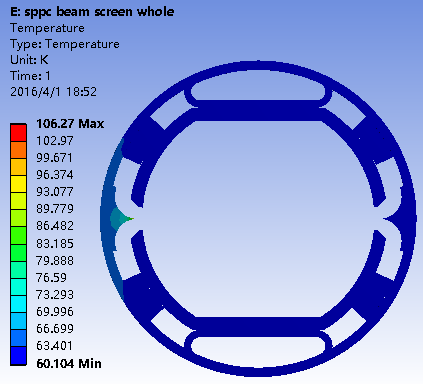 E: sppc beam screen whole
Temperature
Type: Temperature
Unit: K
Time: 1
2016/4/1 18:52
106.27 Max
102.97
99.671
96.374
93.077
89.779
86.482
83.185
79.888
76.59
73.293
69.996
66.699
63.401
60.104 Min